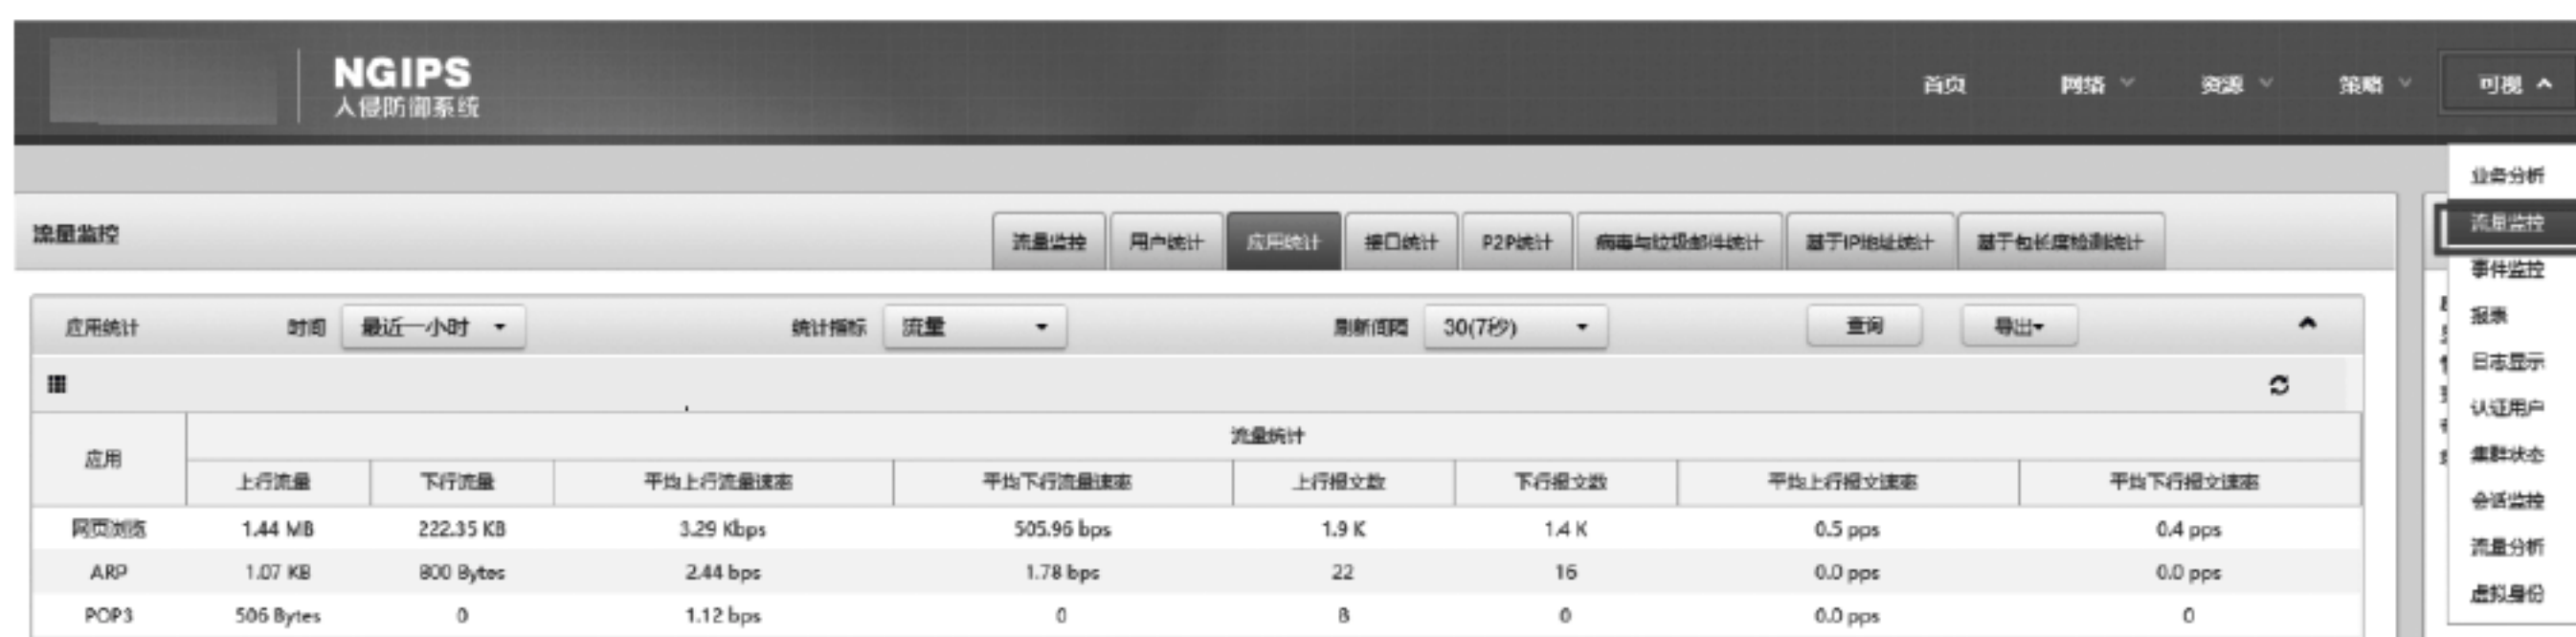 NGIPS
入侵防御系统
首页 网络 资源 策略 可视
业务分析
流量监控
事件监控
报表
日志显示
认证用户
集群状态
会话监控
流量分析
虚拟身份
流量监控 流量监控 用户统计 应用统计 接口统计 P2P统计 病毒与垃圾邮件统计 基于IP地址统计 基于包长度检测统计
应用统计 时间 最近一小时 统计指标 流量 刷新间隔 30(7秒) 查询 导出
应用 流量统计
上行流量 下行流量 平均上行流量速率 平均下行流量速率 上行报文数 下行报文数 平均上行报文速率 平均下行报文速率
网页浏览 1.44 MB 222.35 KB 3.29 Kbps 505.96 bps 1.9 K 1.4 K 0.5 pps 0.4 pps
ARP 1.07 KB 800 Bytes 2.44 bps 1.78 bps 22 16 0.0 pps 0.0 pps
POP3 506 Bytes 0 1.12 bps 0 8 0 0.0 pps 0